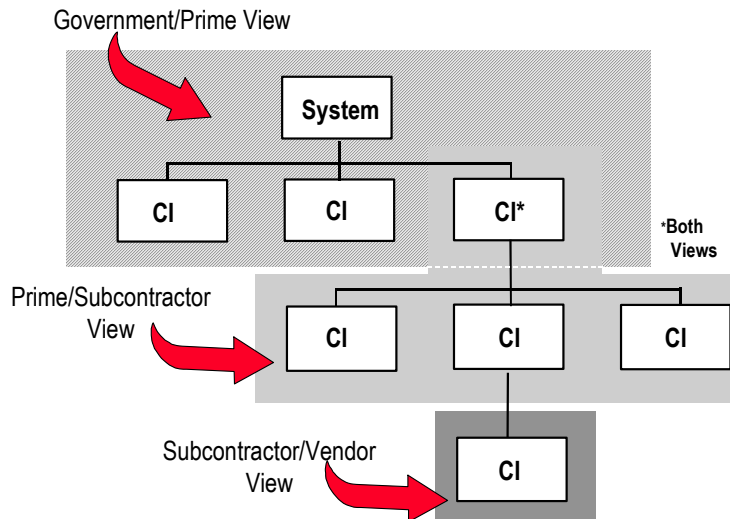 Government/Prime View
System
CI
CI
CI*
*Both
Views
Prime/Subcontractor
View
CI
CI
CI
Subcontractor/Vendor
View
CI